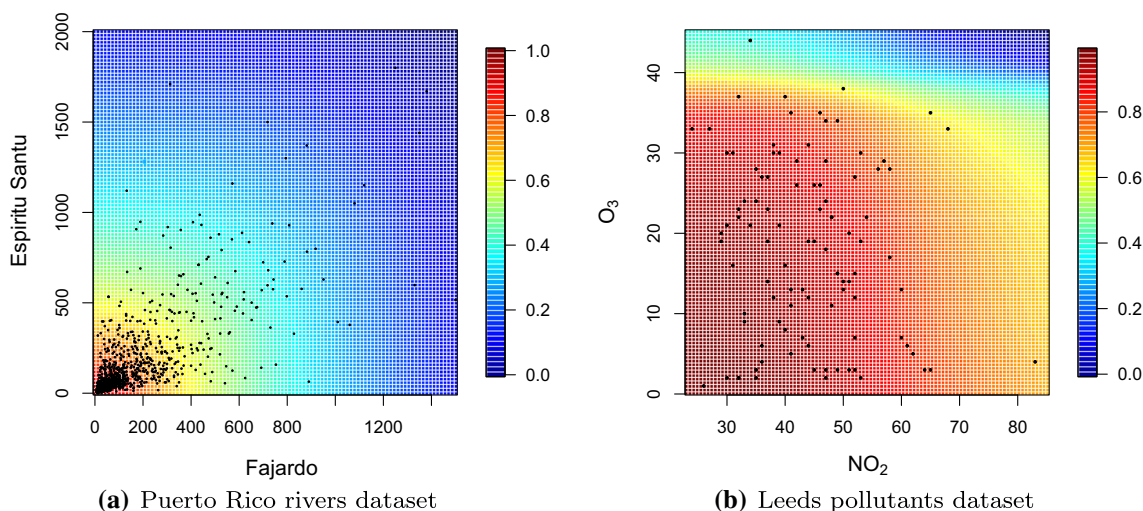 2000
1500
1000
500
0
Espiritu Santu
0 200 400 600 800 1200
Fajardo
1.0
0.8
0.6
0.4
0.2
0.0
(a) Puerto Rico rivers dataset
40
30
20
10
0
O3
30 40 50 60 70 80
NO2
0.8
0.6
0.4
0.2
0.0
(b) Leeds pollutants dataset